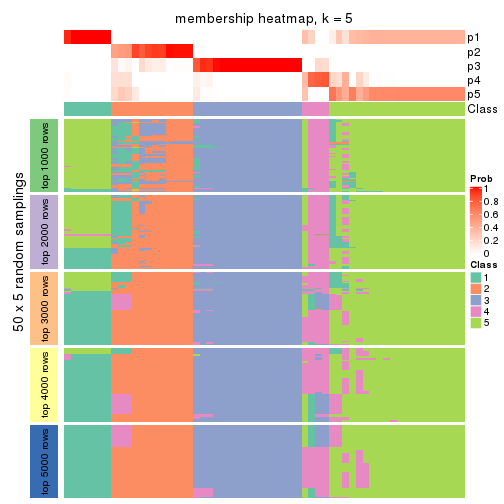 membership heatmap, k = 5
p1
p2
p3
p4
p5
Class
50 x 5 random samplings
top 1000 rows
top 2000 rows
top 3000 rows
top 4000 rows
top 5000 rows
Prob
1
0.8
0.6
0.4
0.2
0
Class
1
2
3
4
5